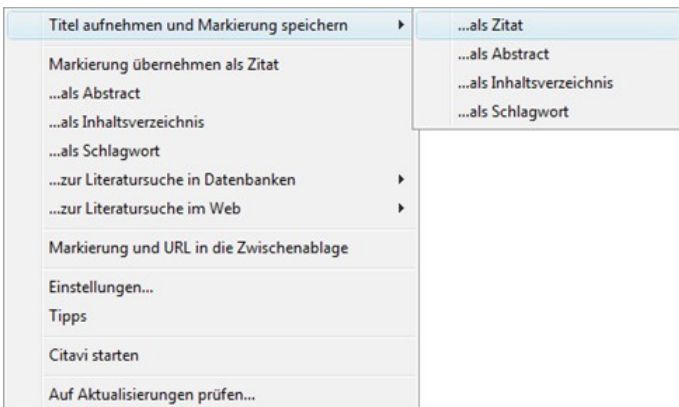 Titel aufnehmen und Markierung speichern
...als Zitat
...als Abstract
...als Inhaltsverzeichnis
...als Schlagwort
Markierung übernehmen als Zitat
...als Abstract
...als Inhaltsverzeichnis
...als Schlagwort
...zur Literatursuche in Datenbanken
...zur Literatursuche im Web
Markierung und URL in die Zwischenablage
Einstellungen...
Tipps
Citavi starten
Auf Aktualisierungen prüfen...